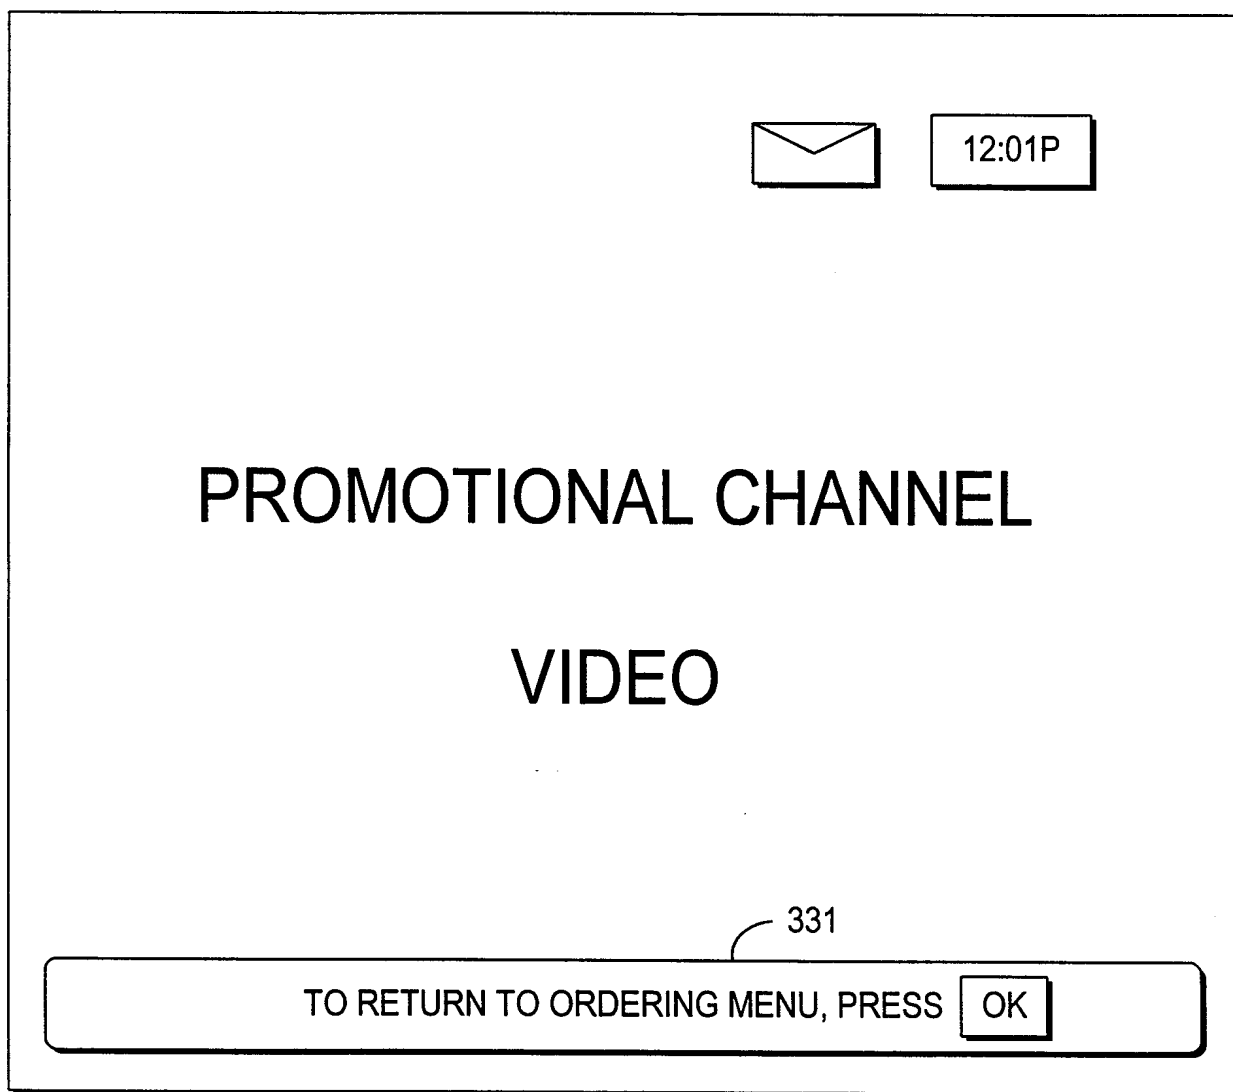 12:01P
PROMOTIONAL CHANNEL
VIDEO
331
TO RETURN TO ORDERING MENU, PRESS OK